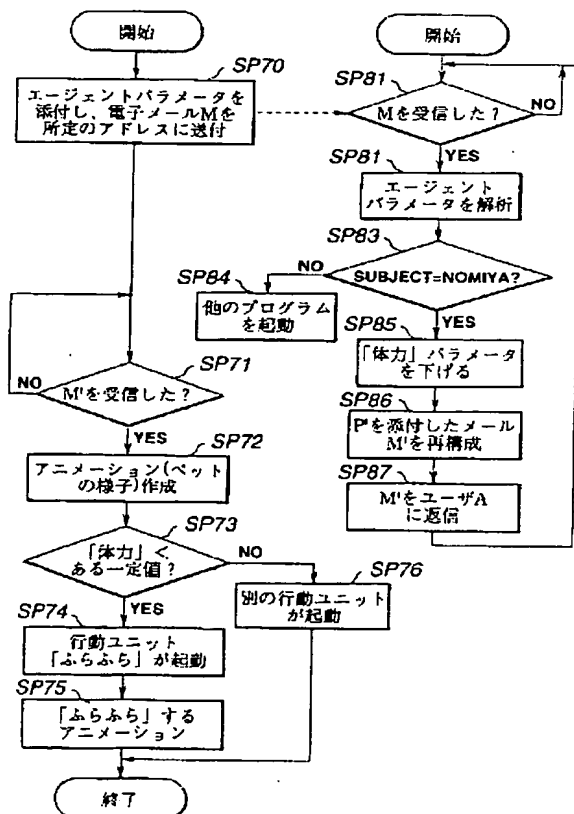 開始
SP70
エージェントパラメータを
添付し、電子メールMを
所定のアドレスに送付
NO
SP71
M'を受信した?
YES
SP72
アニメーション(ペット
の様子)作成
SP73
「体力」<
ある一定値?
NO
YES
SP76
別の行動ユニット
が起動
SP74
行動ユニット
「ふらふら」が起動
SP75
「ふらふら」する
アニメーション
終了
開始
SP81
Mを受信した?
NO
YES
SP81
エージェント
パラメータを解析
SP83
SUBJECT=NOMIYA?
NO
SP84
他のプログラム
を起動
YES
SP85
「体力」パラメータ
を下げる
SP86
P'を添付したメール
M'を再構成
SP87
M'をユーザA
に返信